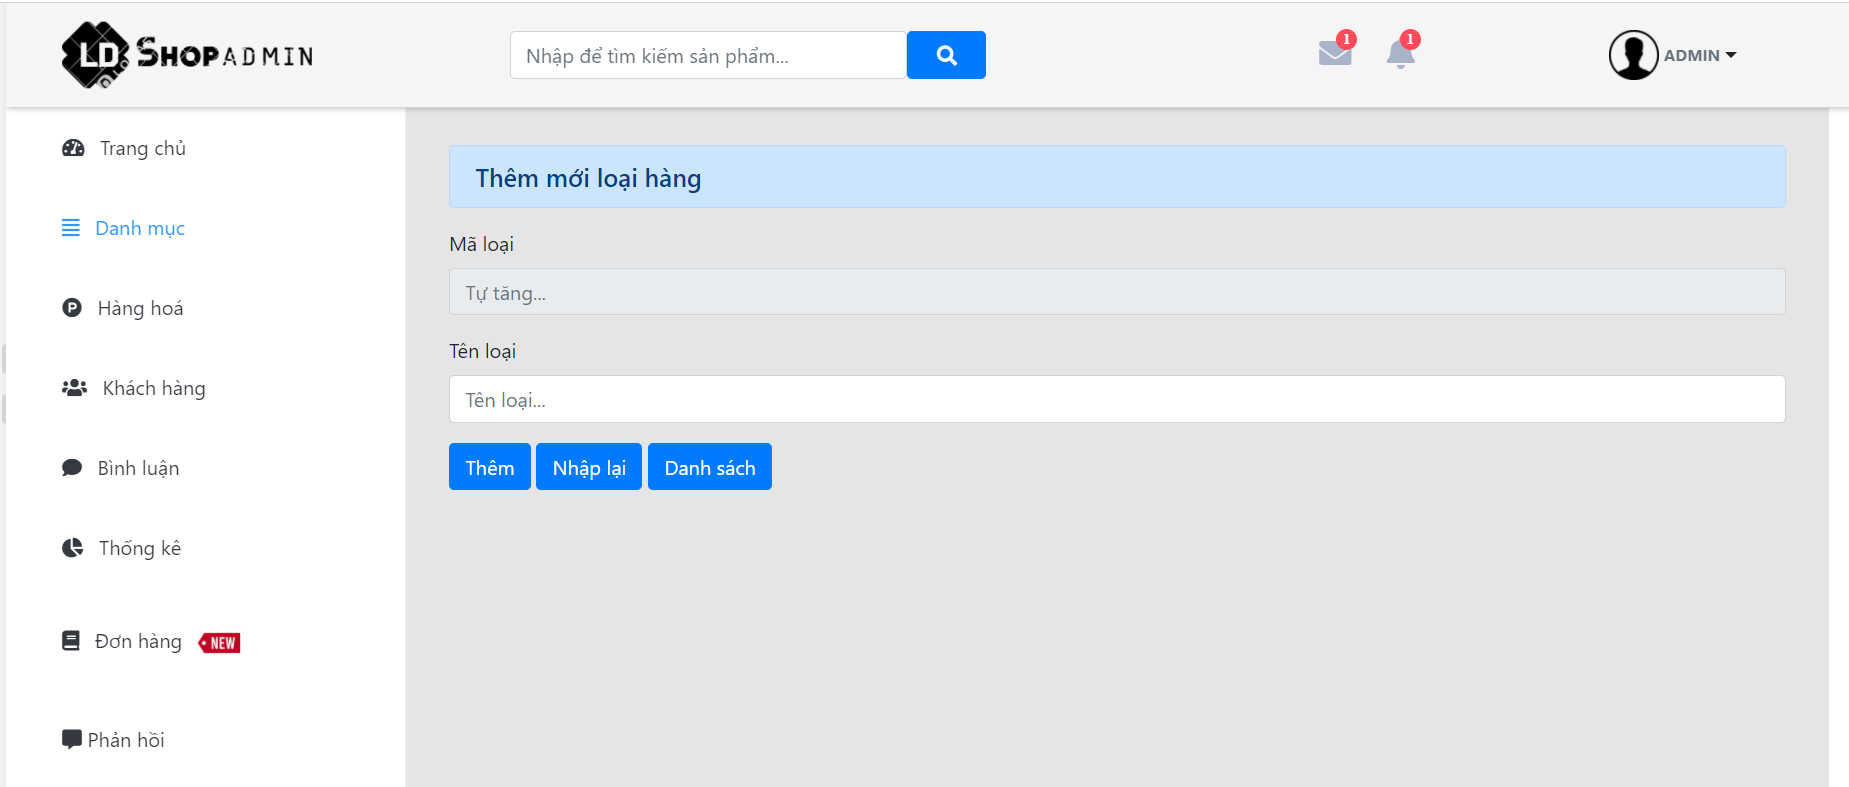 LD SHOP ADMIN
Nhập để tìm kiếm sản phẩm...
1
1
ADMIN
Trang chủ
Danh mục
Hàng hoá
Khách hàng
Bình luận
Thống kê
Đơn hàng NEW
Phản hồi
Thêm mới loại hàng
Mã loại
Tự tăng...
Tên loại
Tên loại...
Thêm Nhập lại Danh sách